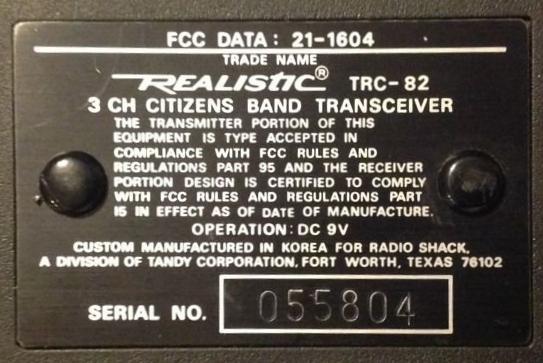 FCC DATA: 21-1604
TRADE NAME
REALISTIC® TRC-82
3 CH CITIZENS BAND TRANSCEIVER
THE TRANSMITTER PORTION OF THIS
EQUIPMENT IS TYPE ACCEPTED IN
COMPLIANCE WITH FCC RULES AND
REGULATIONS PART 95 AND THE RECEIVER
PORTION DESIGN IS CERTIFIED TO COMPLY
WITH FCC RULES AND REGULATIONS PART
15 IN EFFECT AS OF DATE OF MANUFACTURE.
OPERATION: DC 9V
CUSTOM MANUFACTURED IN KOREA FOR RADIO SHACK,
A DIVISION OF TANDY CORPORATION, FORT WORTH, TEXAS 76102
SERIAL NO. 055804